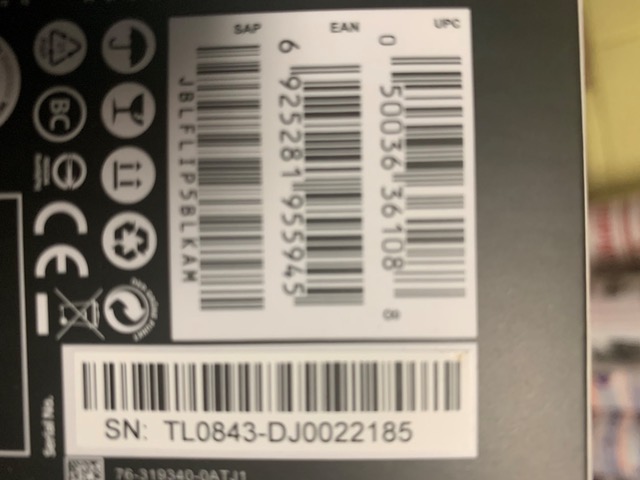 SAP
JBLFLIP5BLKAM
EAN
6 925281 955945
UPC
0 50036 36108 8
BC
CE
Serial No.
SN: TL0843-DJ0022185
76-319340-0ATJ1